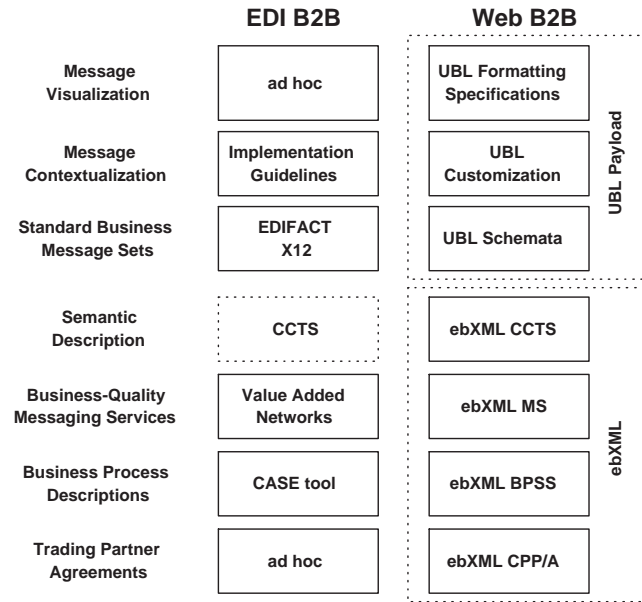 EDI B2B
Web B2B
Message
Visualization
ad hoc
UBL Formatting
Specifications
Message
Contextualization
Implementation
Guidelines
UBL
Customization
Standard Business
Message Sets
EDIFACT
X12
UBL Schemata
UBL Payload
Semantic
Description
CCTS
ebXML CCTS
Business-Quality
Messaging Services
Value Added
Networks
ebXML MS
Business Process
Descriptions
CASE tool
ebXML BPSS
Trading Partner
Agreements
ad hoc
ebXML CPP/A
ebXML